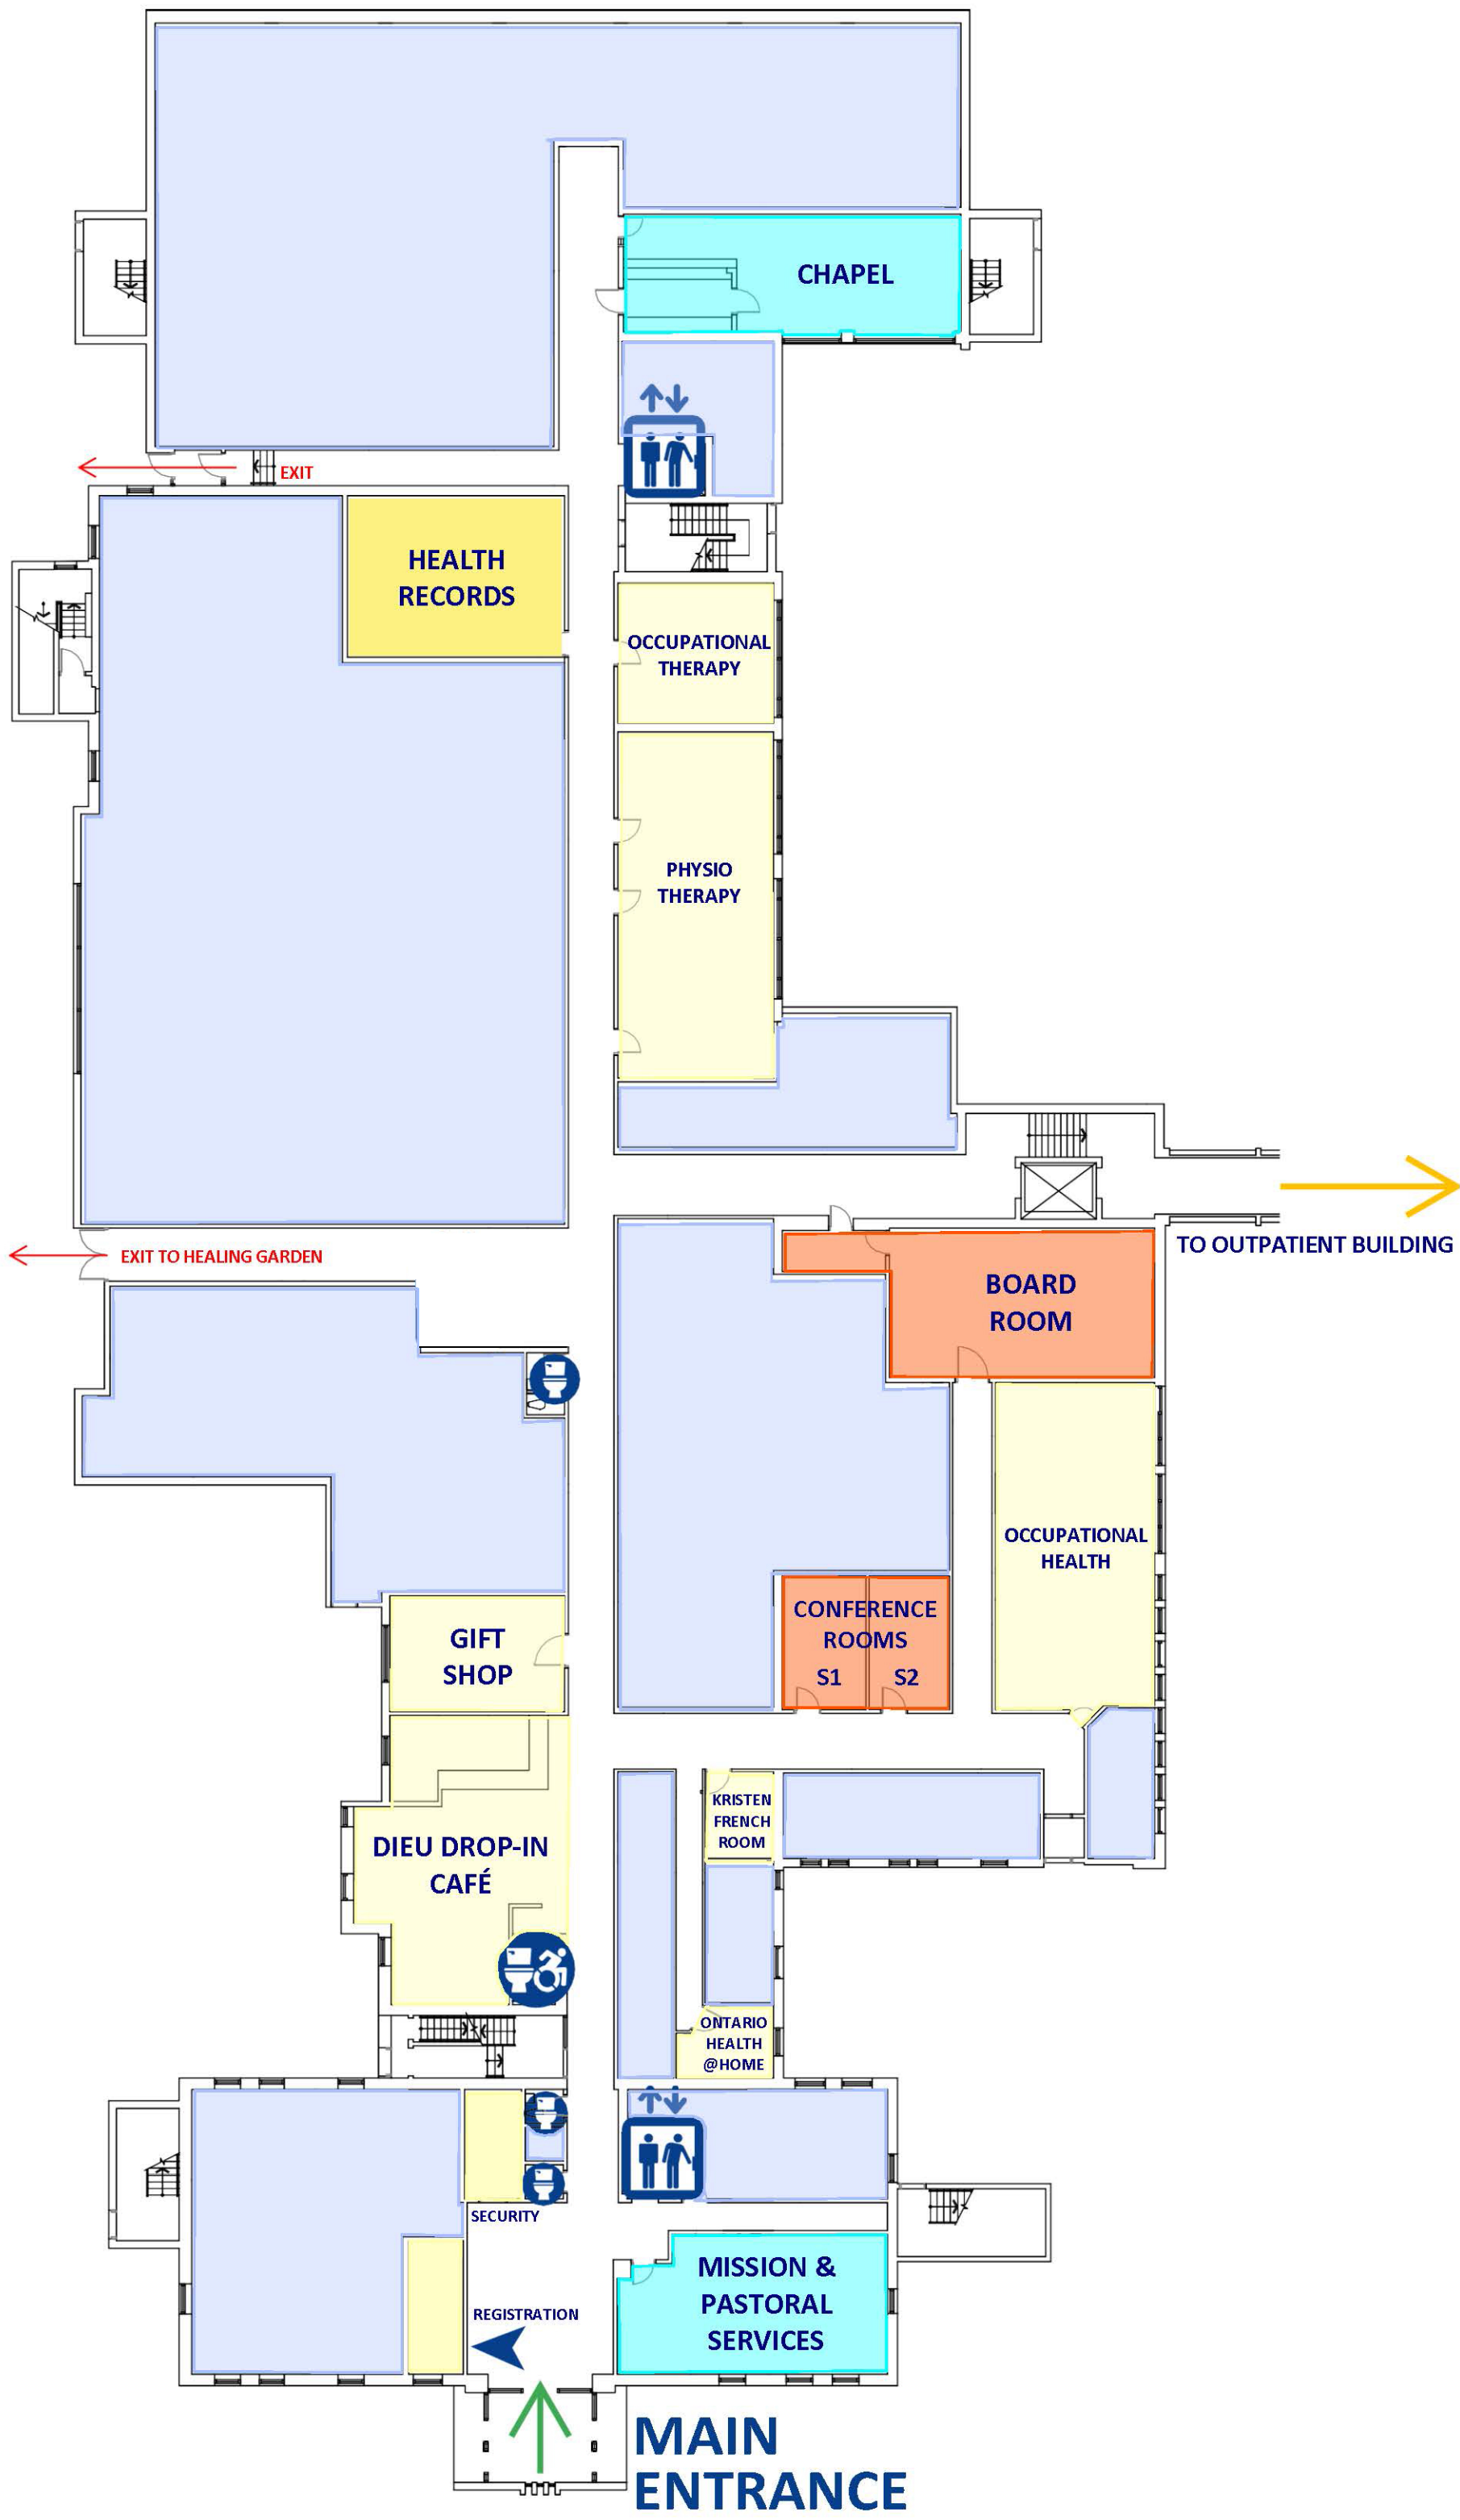 CHAPEL
EXIT
HEALTH
RECORDS
OCCUPATIONAL
THERAPY
PHYSIO
THERAPY
TO OUTPATIENT BUILDING
EXIT TO HEALING GARDEN
BOARD
ROOM
OCCUPATIONAL
HEALTH
CONFERENCE
ROOMS
S1
S2
GIFT
SHOP
KRISTEN
FRENCH
ROOM
DIEU DROP-IN
CAFÉ
ONTARIO
HEALTH
@HOME
SECURITY
MISSION &
PASTORAL
SERVICES
REGISTRATION
MAIN
ENTRANCE